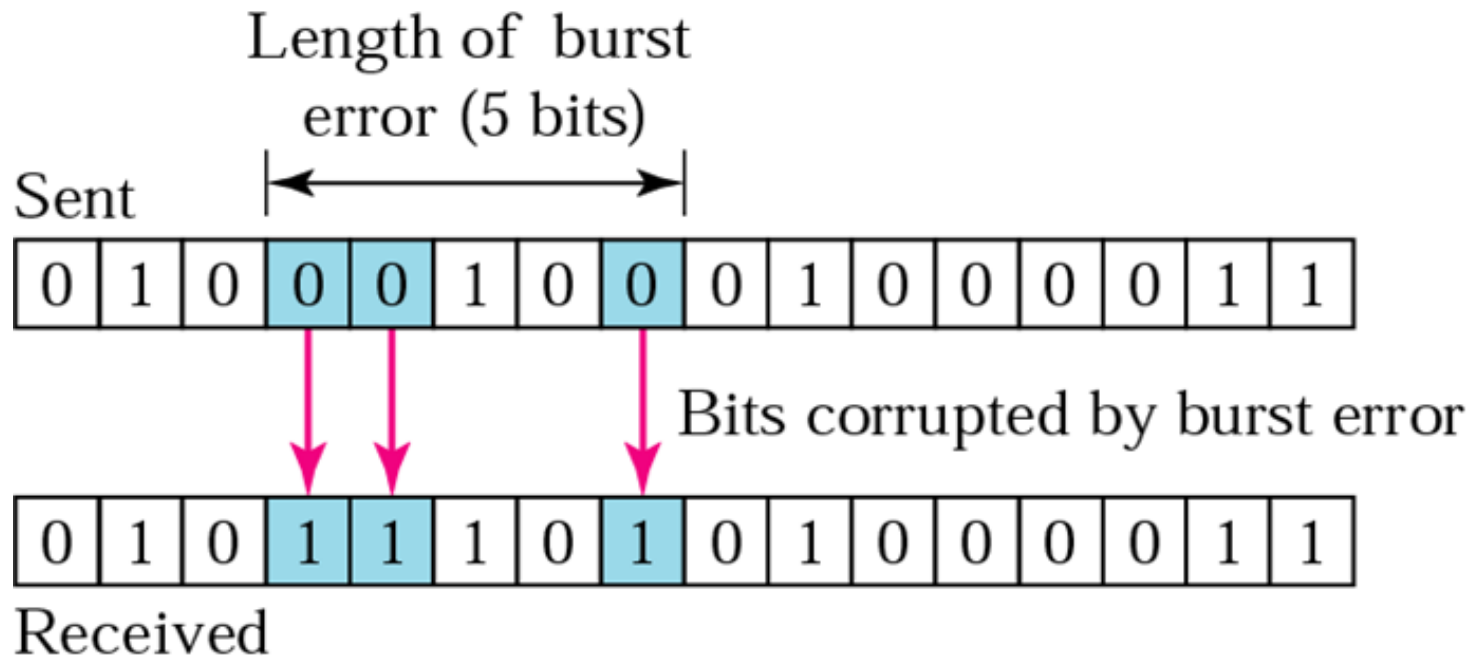 Length of burst
error (5 bits)
Sent
0 1 0 0 0 1 0 0 0 1 0 0 0 0 1 1
Bits corrupted by burst error
0 1 0 1 1 1 0 1 0 1 0 0 0 0 1 1
Received